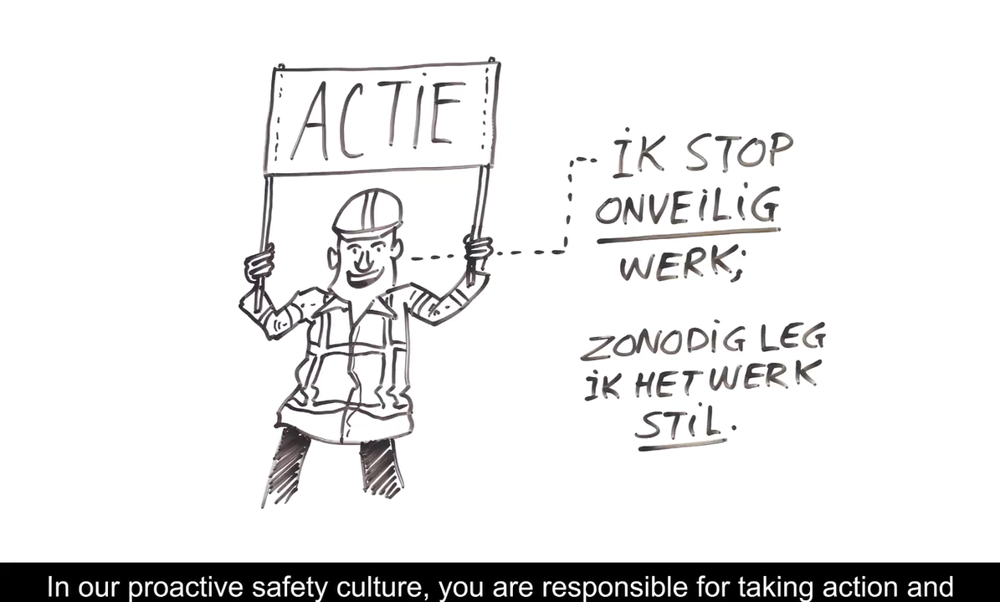 ACTIE
IK STOP
ONVEILIG
WERK;
ZONODIG LEG
IK HET WERK
STIL.
In our proactive safety culture, you are responsible for taking action and